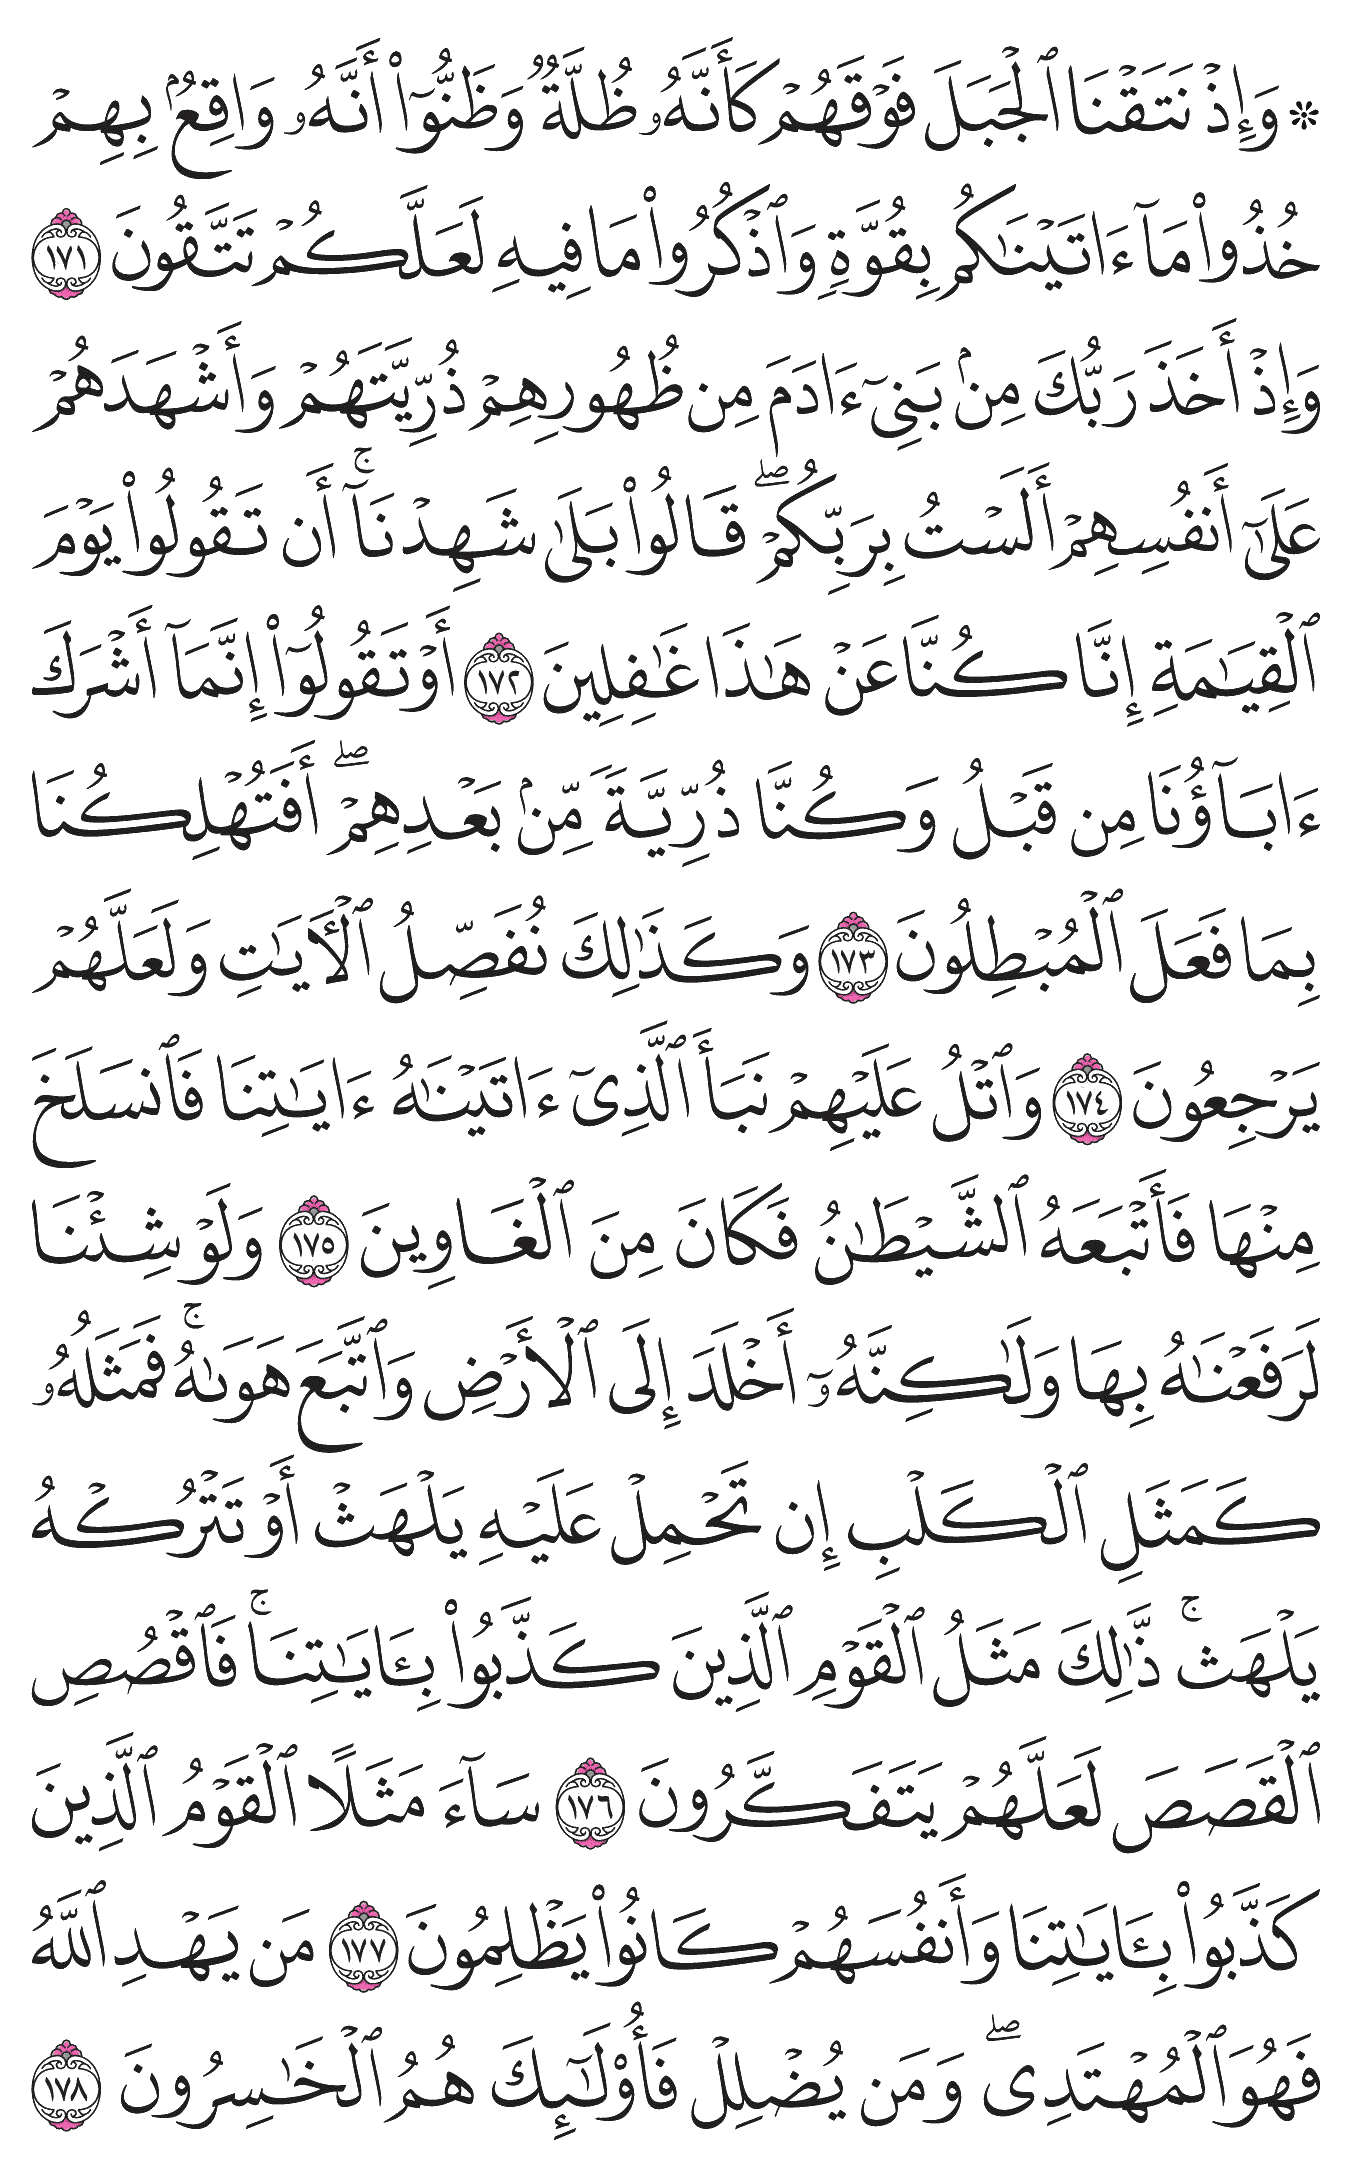 ۞ وَإِذۡ نَتَقۡنَا ٱلۡجَبَلَ فَوۡقَهُمۡ كَأَنَّهُۥ ظُلَّةٞ وَظَنُّوٓاْ أَنَّهُۥ وَاقِعُۢ بِهِمۡ
خُذُواْ مَآ ءَاتَيۡنَٰكُم بِقُوَّةٖ وَٱذۡكُرُواْ مَا فِيهِ لَعَلَّكُمۡ تَتَّقُونَ ١٧١
وَإِذۡ أَخَذَ رَبُّكَ مِنۢ بَنِيٓ ءَادَمَ مِن ظُهُورِهِمۡ ذُرِّيَّتَهُمۡ وَأَشۡهَدَهُمۡ
عَلَىٰٓ أَنفُسِهِمۡ أَلَسۡتُ بِرَبِّكُمۡۖ قَالُواْ بَلَىٰ شَهِدۡنَآۚ أَن تَقُولُواْ يَوۡمَ
ٱلۡقِيَٰمَةِ إِنَّا كُنَّا عَنۡ هَٰذَا غَٰفِلِينَ ١٧٢ أَوۡ تَقُولُوٓاْ إِنَّمَآ أَشۡرَكَ
ءَابَآؤُنَا مِن قَبۡلُ وَكُنَّا ذُرِّيَّةٗ مِّنۢ بَعۡدِهِمۡۖ أَفَتُهۡلِكُنَا
بِمَا فَعَلَ ٱلۡمُبۡطِلُونَ ١٧٣ وَكَذَٰلِكَ نُفَصِّلُ ٱلۡأٓيَٰتِ وَلَعَلَّهُمۡ
يَرۡجِعُونَ ١٧٤ وَٱتۡلُ عَلَيۡهِمۡ نَبَأَ ٱلَّذِيٓ ءَاتَيۡنَٰهُ ءَايَٰتِنَا فَٱنسَلَخَ
مِنۡهَا فَأَتۡبَعَهُ ٱلشَّيۡطَٰنُ فَكَانَ مِنَ ٱلۡغَاوِينَ ١٧٥ وَلَوۡ شِئۡنَا
لَرَفَعۡنَٰهُ بِهَا وَلَٰكِنَّهُۥٓ أَخۡلَدَ إِلَى ٱلۡأَرۡضِ وَٱتَّبَعَ هَوَىٰهُۚ فَمَثَلُهُۥ
كَمَثَلِ ٱلۡكَلۡبِ إِن تَحۡمِلۡ عَلَيۡهِ يَلۡهَثۡ أَوۡ تَتۡرُكۡهُ
يَلۡهَثۚ ذَّٰلِكَ مَثَلُ ٱلۡقَوۡمِ ٱلَّذِينَ كَذَّبُواْ بِـَٔايَٰتِنَاۚ فَٱقۡصُصِ
ٱلۡقَصَصَ لَعَلَّهُمۡ يَتَفَكَّرُونَ ١٧٦ سَآءَ مَثَلًا ٱلۡقَوۡمُ ٱلَّذِينَ
كَذَّبُواْ بِـَٔايَٰتِنَا وَأَنفُسَهُمۡ كَانُواْ يَظۡلِمُونَ ١٧٧ مَن يَهۡدِ ٱللَّهُ
فَهُوَ ٱلۡمُهۡتَدِيۖ وَمَن يُضۡلِلۡ فَأُوْلَٰٓئِكَ هُمُ ٱلۡخَٰسِرُونَ ١٧٨